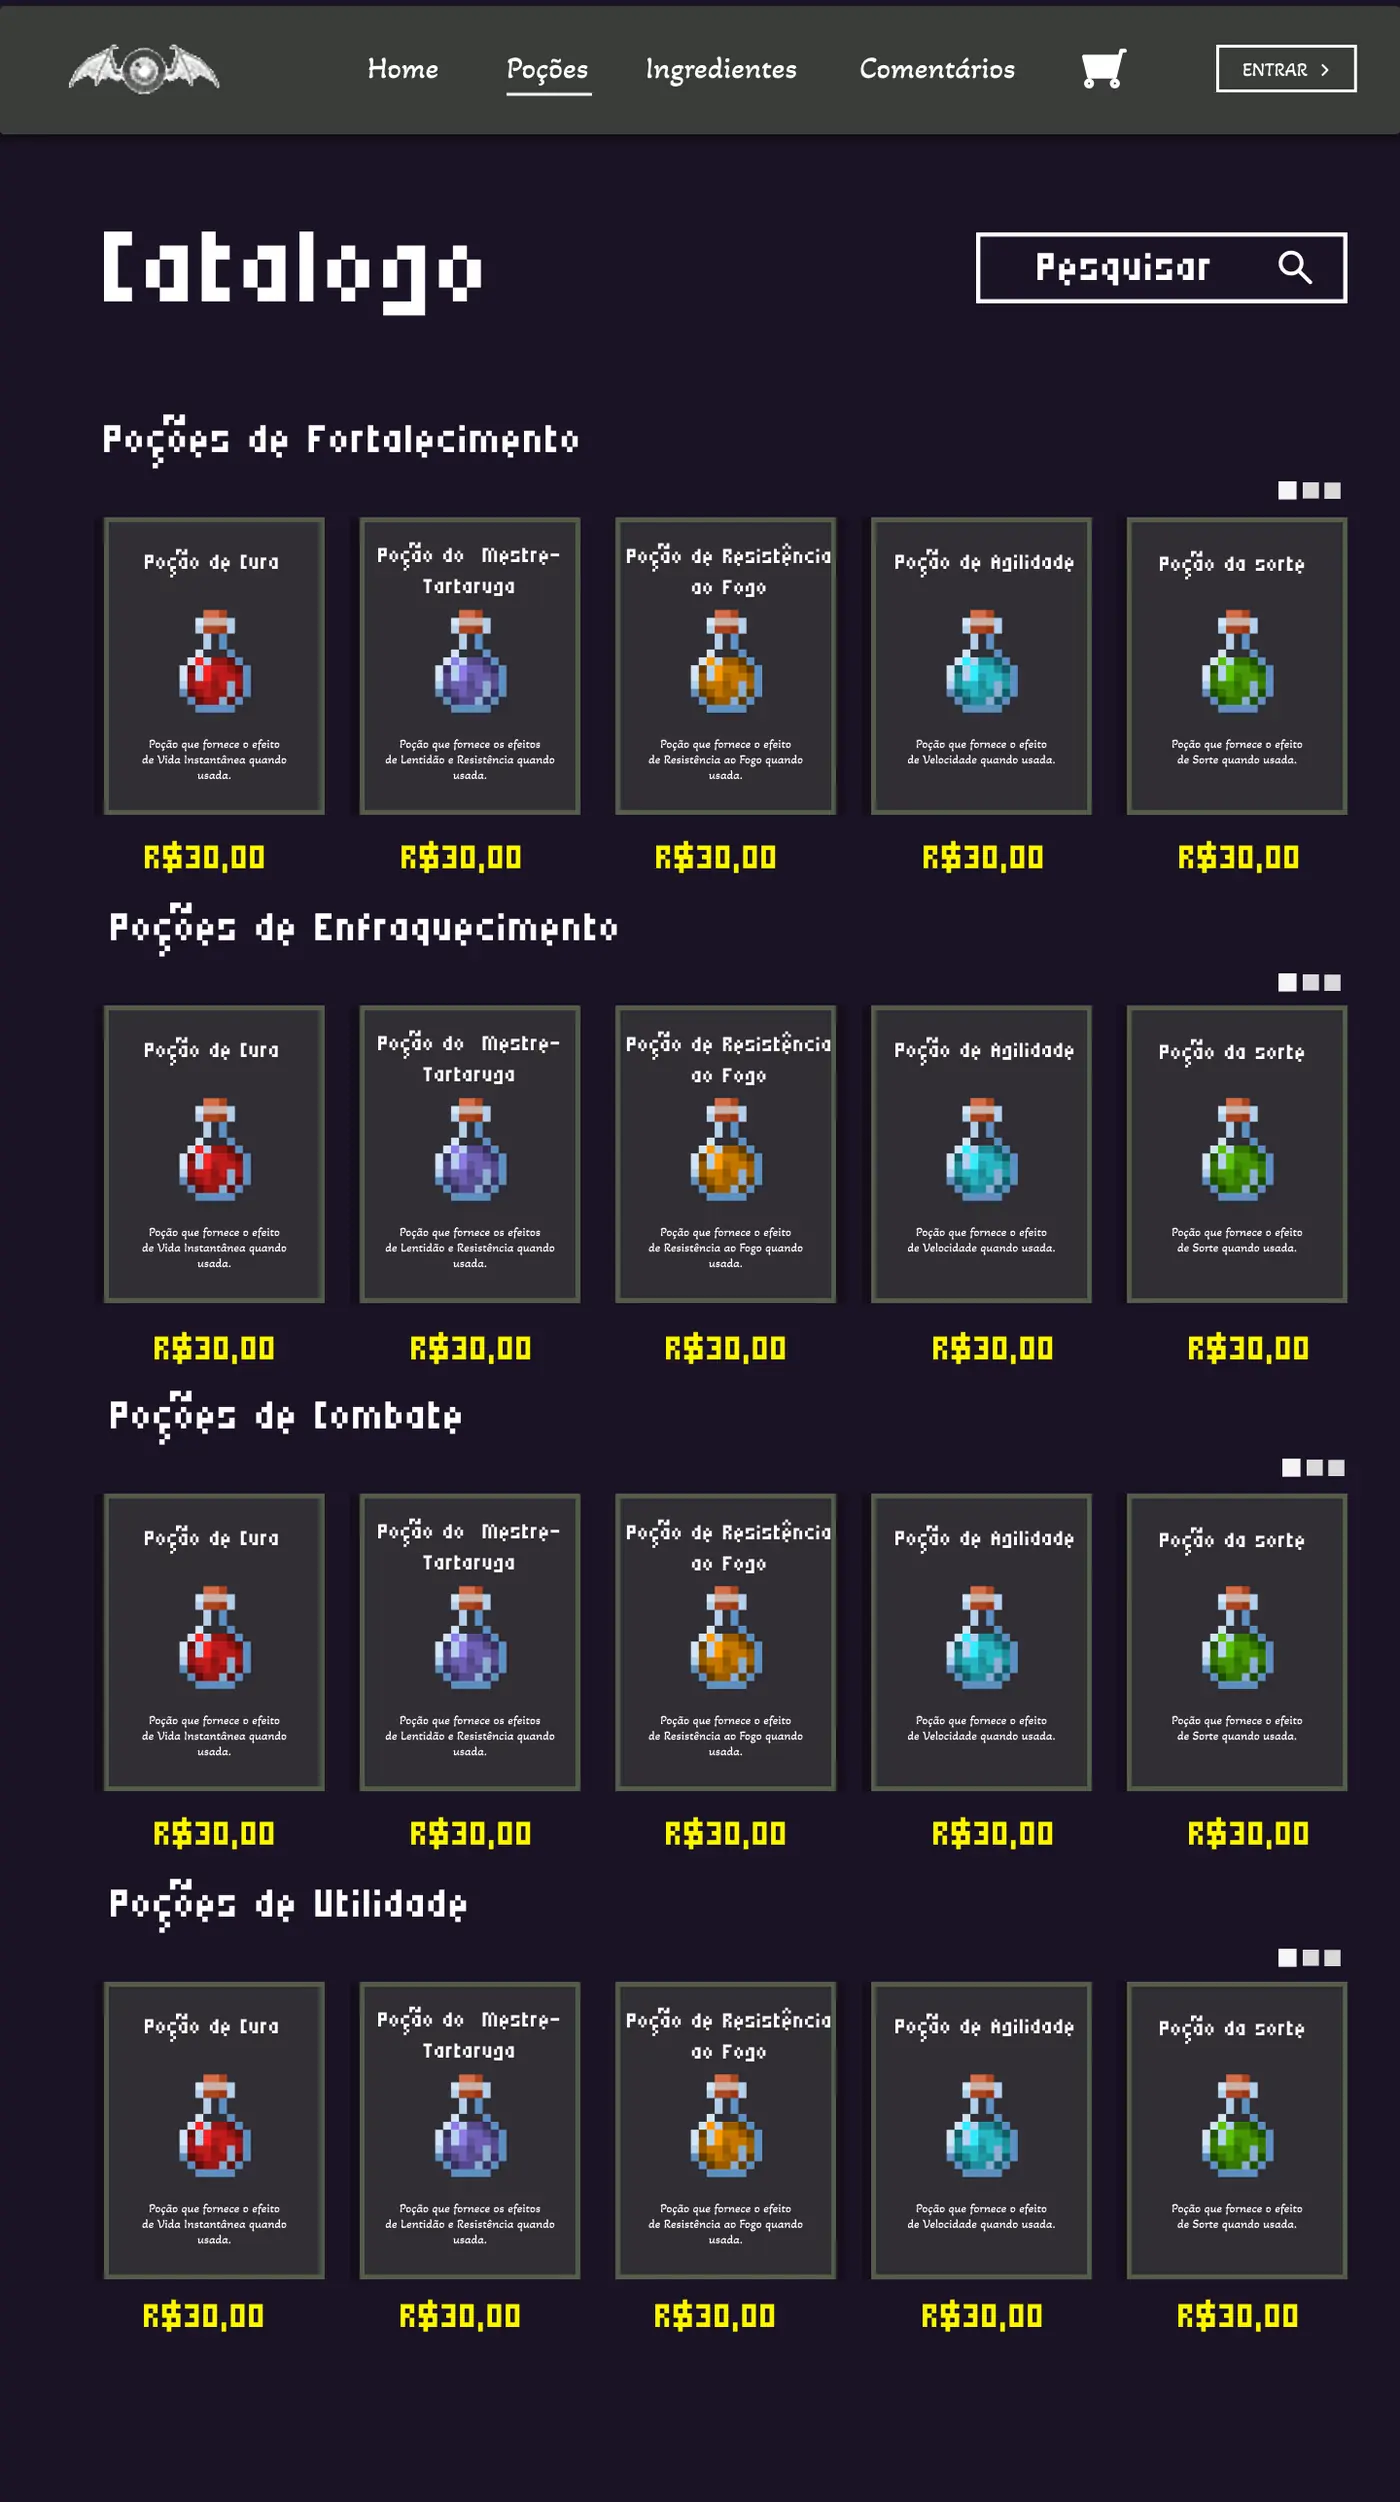 Home Poções Ingredientes Comentários ENTRAR >
Catalogo
Pesquisar
Poções de Fortalecimento
Poção de Cura
Poção do Mestre-
Tartaruga
Poção de Resistência
ao Fogo
Poção de Agilidade
Poção da sorte
Poção que fornece o efeito
de Vida Instantânea quando
usada.
Poção que fornece os efeitos
de Lentidão e Resistência quando
usada.
Poção que fornece o efeito
de Resistência ao Fogo quando
usada.
Poção que fornece o efeito
de Velocidade quando usada.
Poção que fornece o efeito
de Sorte quando usada.
R$30,00 R$30,00 R$30,00 R$30,00 R$30,00
Poções de Enfraquecimento
Poção de Cura
Poção do Mestre-
Tartaruga
Poção de Resistência
ao Fogo
Poção de Agilidade
Poção da sorte
Poção que fornece o efeito
de Vida Instantânea quando
usada.
Poção que fornece os efeitos
de Lentidão e Resistência quando
usada.
Poção que fornece o efeito
de Resistência ao Fogo quando
usada.
Poção que fornece o efeito
de Velocidade quando usada.
Poção que fornece o efeito
de Sorte quando usada.
R$30,00 R$30,00 R$30,00 R$30,00 R$30,00
Poções de Combate
Poção de Cura
Poção do Mestre-
Tartaruga
Poção de Resistência
ao Fogo
Poção de Agilidade
Poção da sorte
Poção que fornece o efeito
de Vida Instantânea quando
usada.
Poção que fornece os efeitos
de Lentidão e Resistência quando
usada.
Poção que fornece o efeito
de Resistência ao Fogo quando
usada.
Poção que fornece o efeito
de Velocidade quando usada.
Poção que fornece o efeito
de Sorte quando usada.
R$30,00 R$30,00 R$30,00 R$30,00 R$30,00
Poções de Utilidade
Poção de Cura
Poção do Mestre-
Tartaruga
Poção de Resistência
ao Fogo
Poção de Agilidade
Poção da sorte
Poção que fornece o efeito
de Vida Instantânea quando
usada.
Poção que fornece os efeitos
de Lentidão e Resistência quando
usada.
Poção que fornece o efeito
de Resistência ao Fogo quando
usada.
Poção que fornece o efeito
de Velocidade quando usada.
Poção que fornece o efeito
de Sorte quando usada.
R$30,00 R$30,00 R$30,00 R$30,00 R$30,00